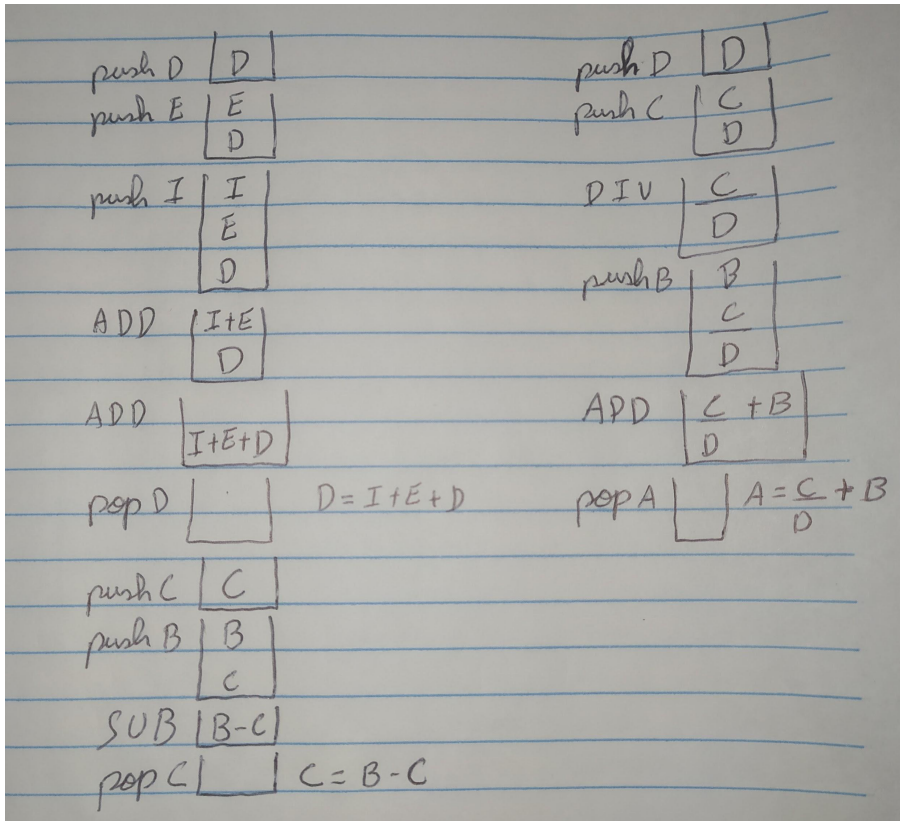 push D D
push E E
D
push I I
E
D
ADD I+E
D
ADD
I+E+D
pop D D = I+E+D
push C C
push B B
C
SUB B-C
pop C C = B-C
push D D
push C C
D
DIV C
D
push B B
C
D
ADD C + B
D
pop A A = C + B
D